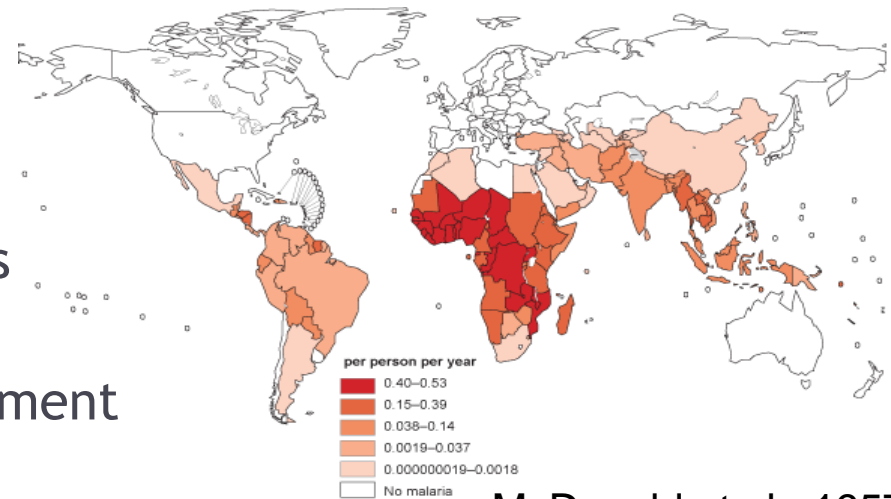 s
ment
per person per year
0.40–0.53
0.15–0.39
0.038–0.14
0.0019–0.037
0.000000019–0.0018
No malaria